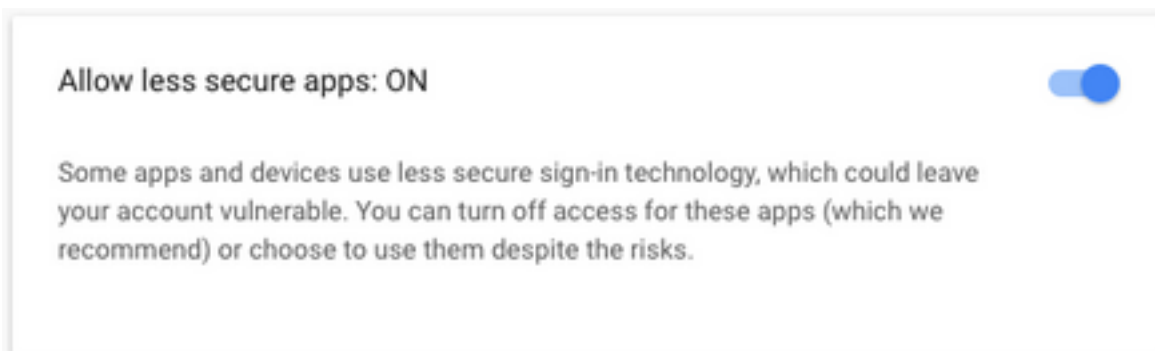 Allow less secure apps: ON
Some apps and devices use less secure sign-in technology, which could leave
your account vulnerable. You can turn off access for these apps (which we
recommend) or choose to use them despite the risks.